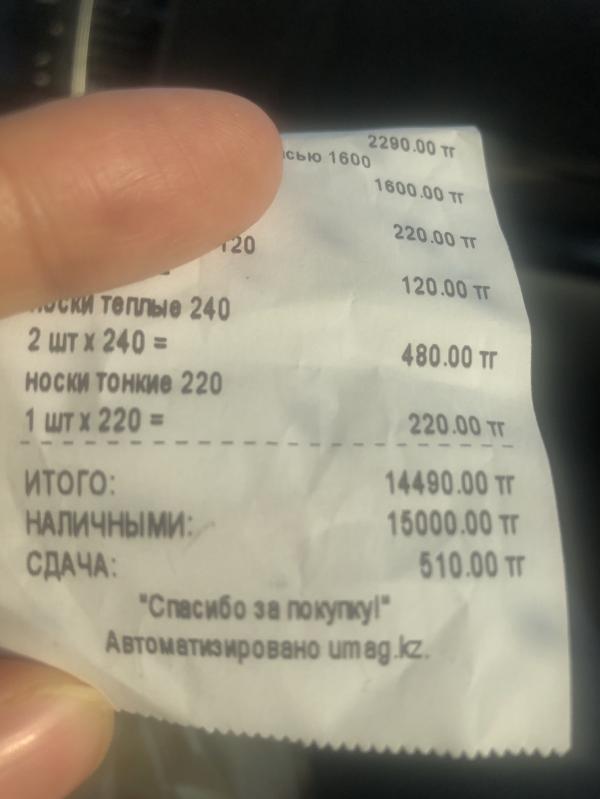 2290.00 тг
сью 1600
1600.00 тг
220.00 тг
120
120.00 тг
носки теплые 240
2 шт x 240 =
480.00 тг
носки тонкие 220
1 шт x 220 =
220.00 тг
ИТОГО: 14490.00 тг
НАЛИЧНЫМИ: 15000.00 тг
СДАЧА: 510.00 тг
"Спасибо за покупку!"
Автоматизировано umag.kz.